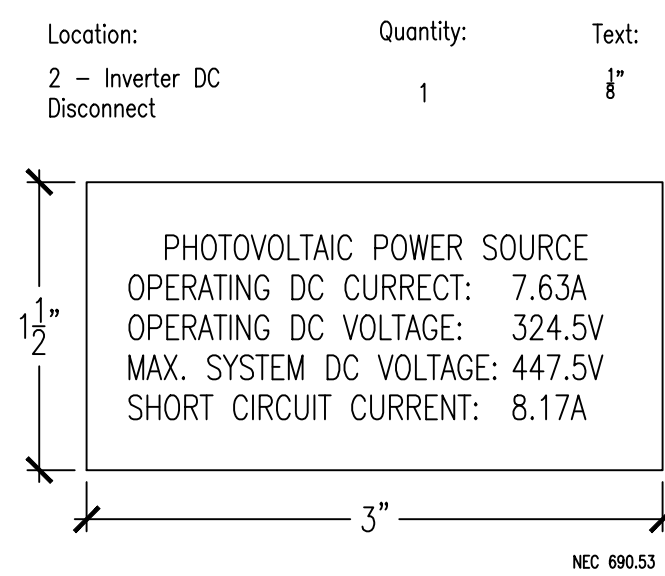 Location: Quantity: Text:
2 – Inverter DC
Disconnect 1 1/8"
PHOTOVOLTAIC POWER SOURCE
OPERATING DC CURRECT: 7.63A
OPERATING DC VOLTAGE: 324.5V
1 1/2"
MAX. SYSTEM DC VOLTAGE: 447.5V
SHORT CIRCUIT CURRENT: 8.17A
3"
NEC 690.53